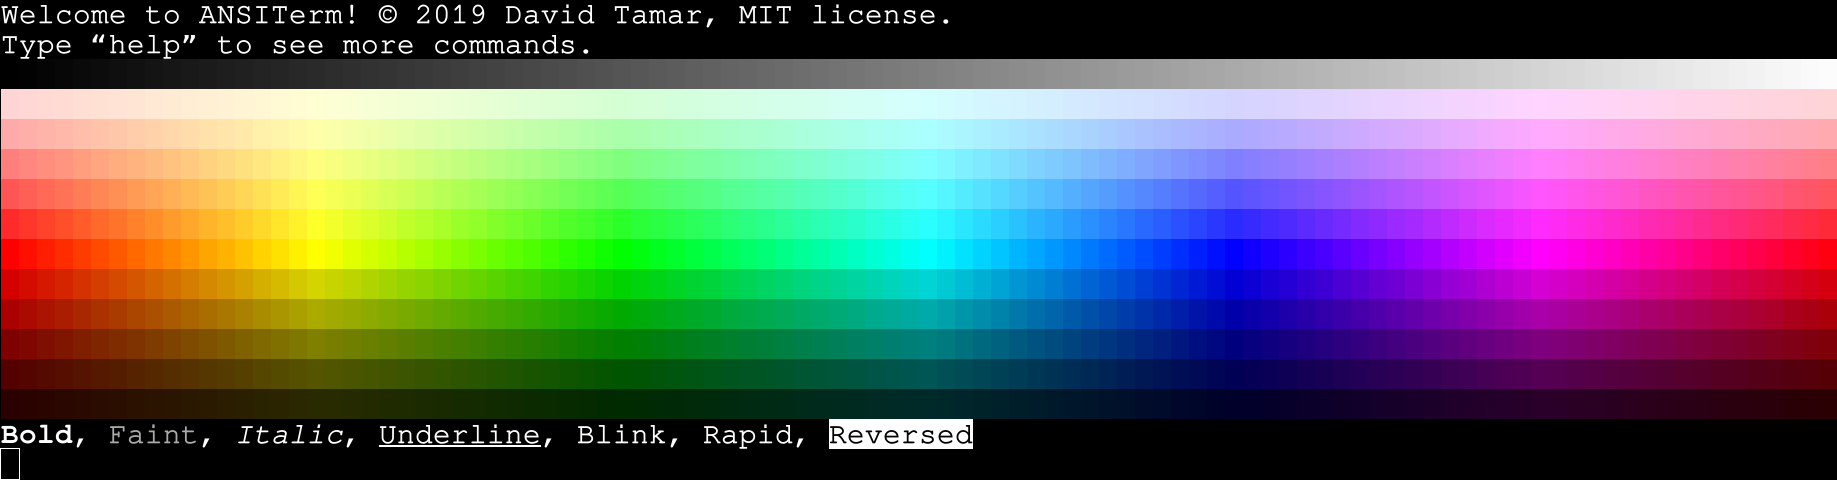 Welcome to ANSITerm! © 2019 David Tamar, MIT license.
Type “help” to see more commands.
Bold, Faint, Italic, Underline, Blink, Rapid, Reversed